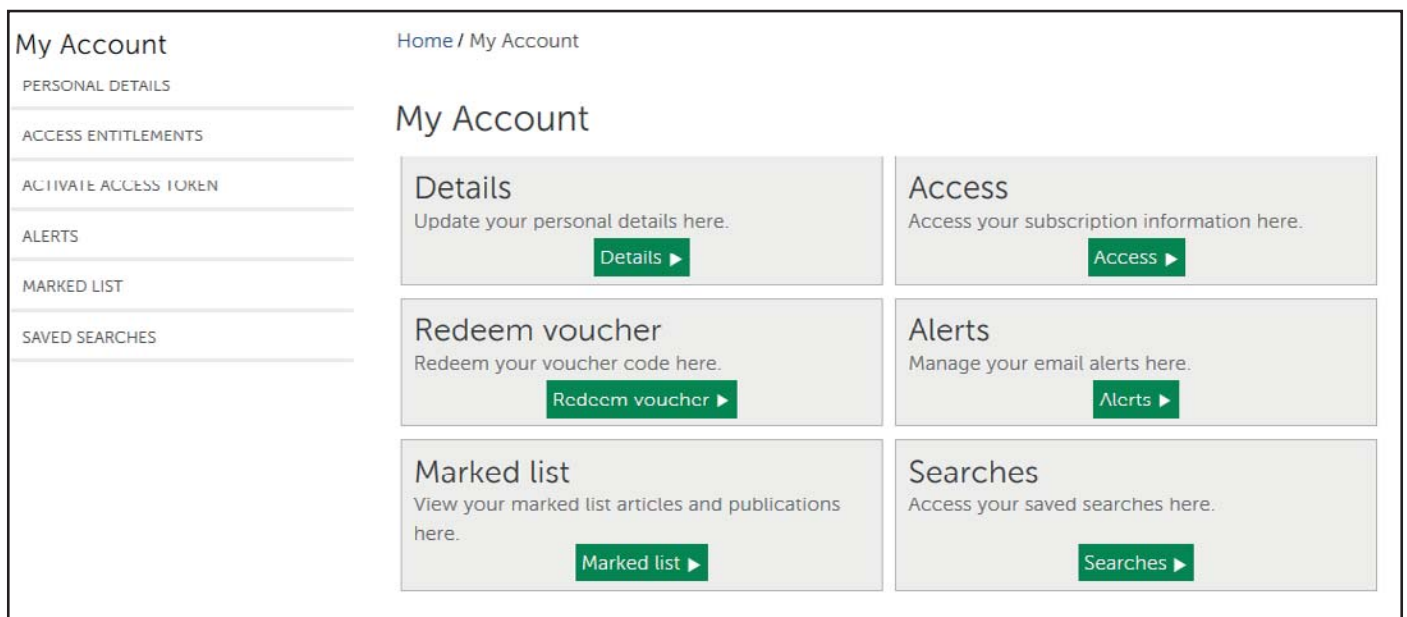 My Account
PERSONAL DETAILS
ACCESS ENTITLEMENTS
ACTIVATE ACCESS TOKEN
ALERTS
MARKED LIST
SAVED SEARCHES
Home / My Account
My Account
Details
Update your personal details here.
Details ▶
Access
Access your subscription information here.
Access ▶
Redeem voucher
Redeem your voucher code here.
Redeem voucher ▶
Alerts
Manage your email alerts here.
Alerts ▶
Marked list
View your marked list articles and publications
here.
Marked list ▶
Searches
Access your saved searches here.
Searches ▶